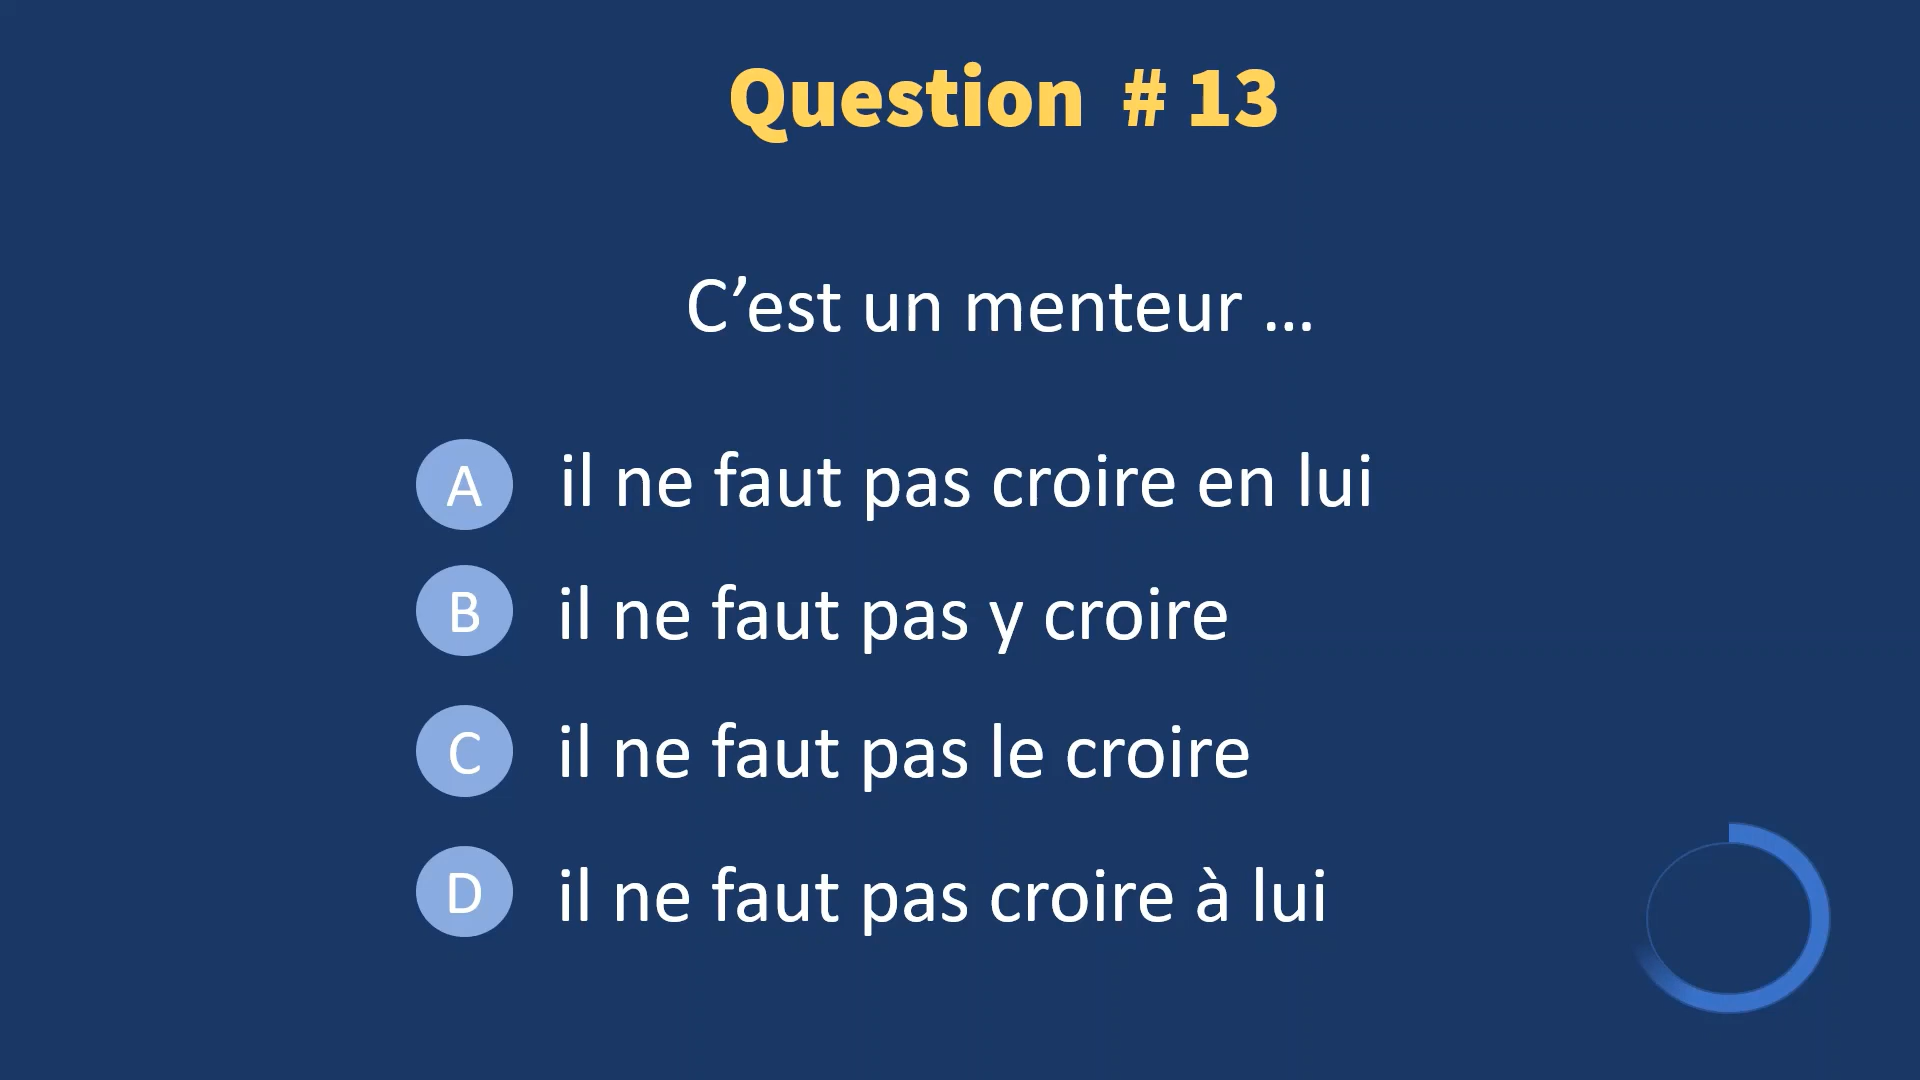 Question # 13
C’est un menteur ...
A il ne faut pas croire en lui
B il ne faut pas y croire
C il ne faut pas le croire
D il ne faut pas croire à lui